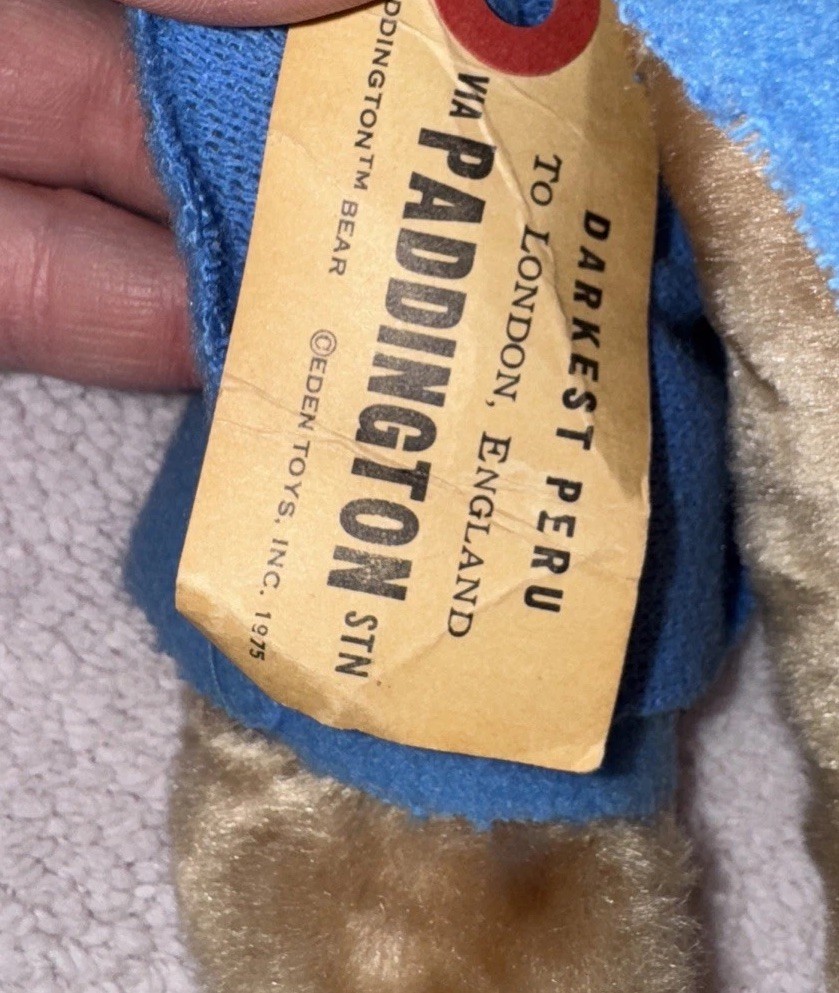 DARKEST PERU
TO LONDON, ENGLAND
VIA PADDINGTON STN
DDINGTONTM BEAR ©EDEN TOYS, INC. 1975